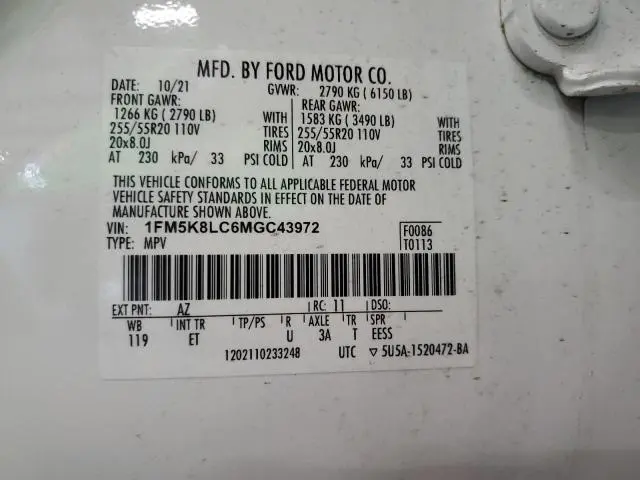 MFD. BY FORD MOTOR CO.
DATE: 10/21 GVWR: 2790 KG ( 6150 LB)
FRONT GAWR: REAR GAWR:
1266 KG ( 2790 LB) WITH 1583 KG ( 3490 LB) WITH
255/55R20 110V TIRES 255/55R20 110V TIRES
20x8.0J RIMS 20x8.0J RIMS
AT 230 kPa/ 33 PSI COLD AT 230 kPa/ 33 PSI COLD
THIS VEHICLE CONFORMS TO ALL APPLICABLE FEDERAL MOTOR
VEHICLE SAFETY STANDARDS IN EFFECT ON THE DATE OF
MANUFACTURE SHOWN ABOVE.
VIN: 1FM5K8LC6MGC43972 F0086
TYPE: MPV T0113
EXT PNT: AZ RC: 11 DSO:
WB INT TR TP/PS R AXLE TR SPR
119 ET U 3A T EESS
1202110233248 UTC ▽ 5U5A-1520472-BA